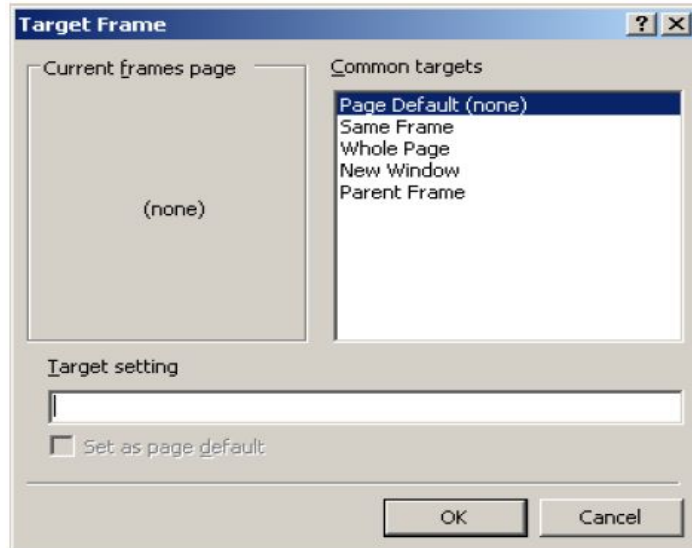 Target Frame
Current frames page
(none)
Common targets
Page Default (none)
Same Frame
Whole Page
New Window
Parent Frame
Target setting
Set as page default
OK
Cancel